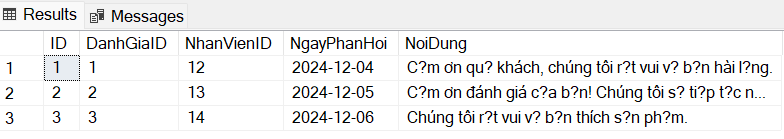 Results Messages
ID DanhGiaID NhanVienID NgayPhanHoi NoiDung
1 1 1 12 2024-12-04 C?m ơn qu? khách, chúng tôi r?t vui v? b?n hài l?ng.
2 2 2 13 2024-12-05 C?m ơn đánh giá c?a b?n! Chúng tôi s? ti?p t?c n...
3 3 3 14 2024-12-06 Chúng tôi r?t vui v? b?n thích s?n ph?m.